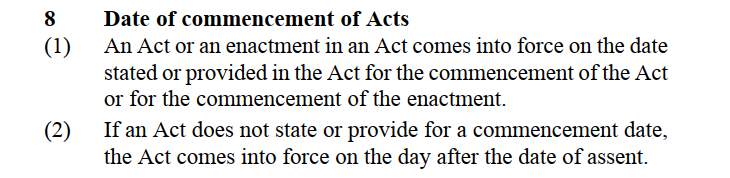 8 Date of commencement of Acts
(1) An Act or an enactment in an Act comes into force on the date
stated or provided in the Act for the commencement of the Act
or for the commencement of the enactment.
(2) If an Act does not state or provide for a commencement date,
the Act comes into force on the day after the date of assent.